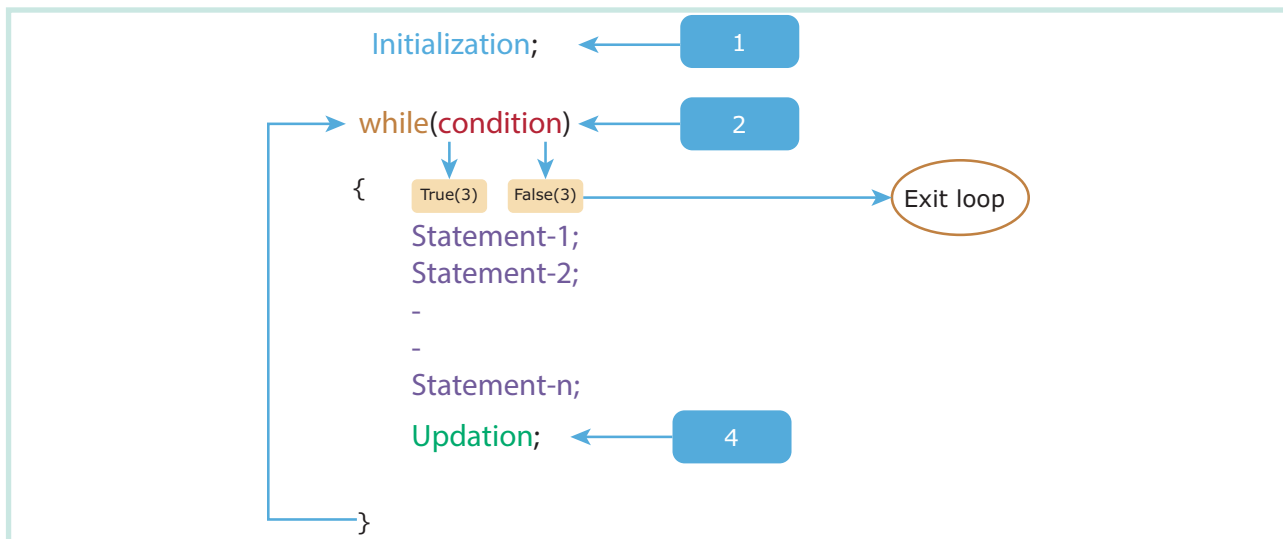 Initialization; 1
while(condition) 2
{ True(3) False(3) Exit loop
Statement-1;
Statement-2;
-
-
Statement-n;
Updation; 4
}